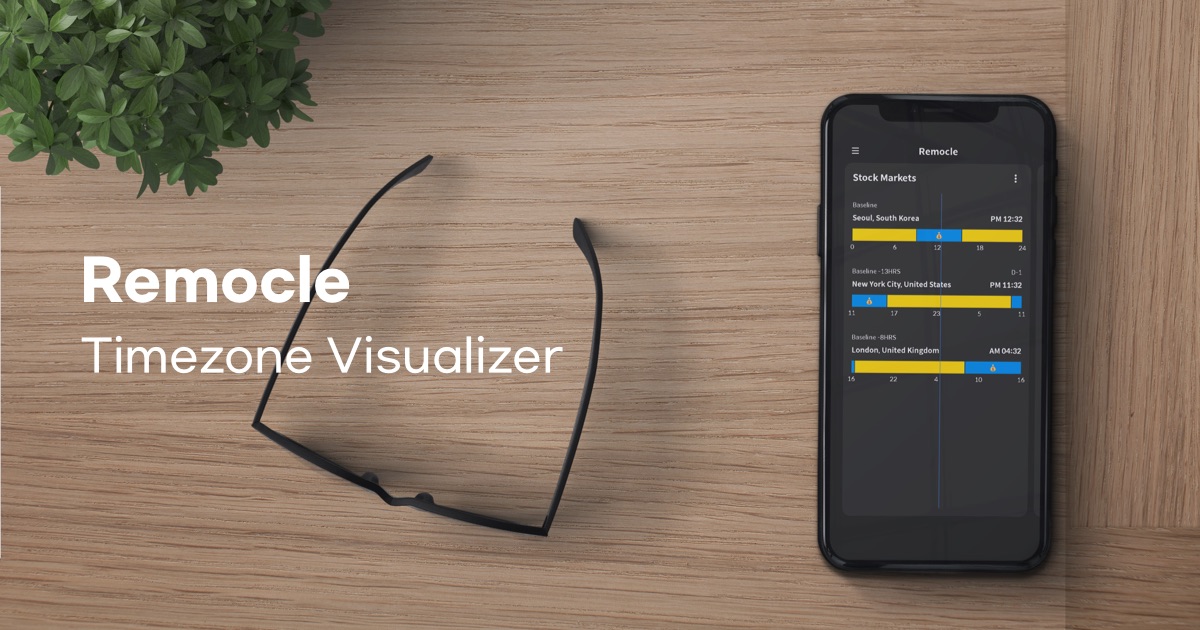 Remocle
Timezone Visualizer
Remocle
Stock Markets
Baseline
Seoul, South Korea PM 12:32
0 6 12 18 24
Baseline -13HRS D-1
New York City, United States PM 11:32
11 17 23 5 11
Baseline -8HRS
London, United Kingdom AM 04:32
16 22 4 10 16